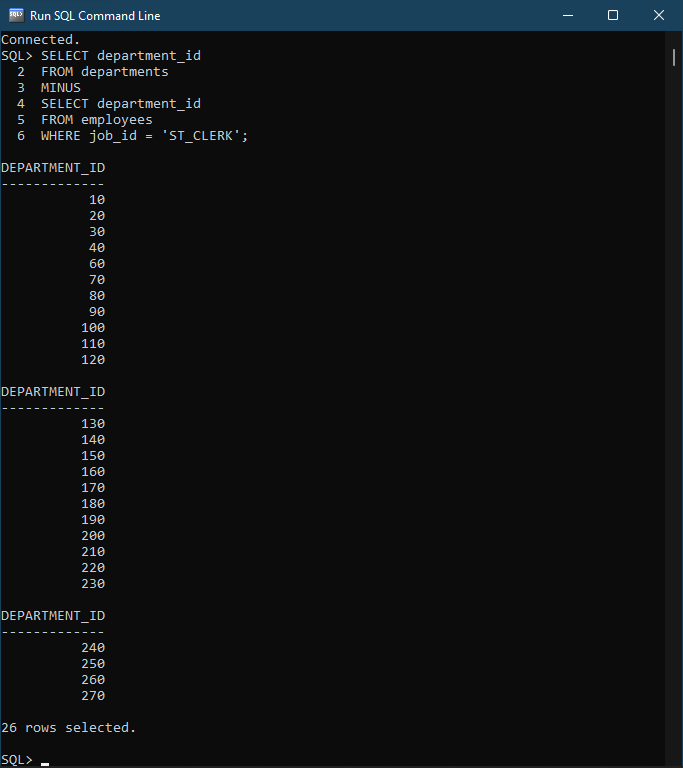 Run SQL Command Line
Connected.
SQL> SELECT department_id
  2  FROM departments
  3  MINUS
  4  SELECT department_id
  5  FROM employees
  6  WHERE job_id = 'ST_CLERK';

DEPARTMENT_ID
-------------
           10
           20
           30
           40
           60
           70
           80
           90
          100
          110
          120

DEPARTMENT_ID
-------------
          130
          140
          150
          160
          170
          180
          190
          200
          210
          220
          230

DEPARTMENT_ID
-------------
          240
          250
          260
          270

26 rows selected.

SQL>